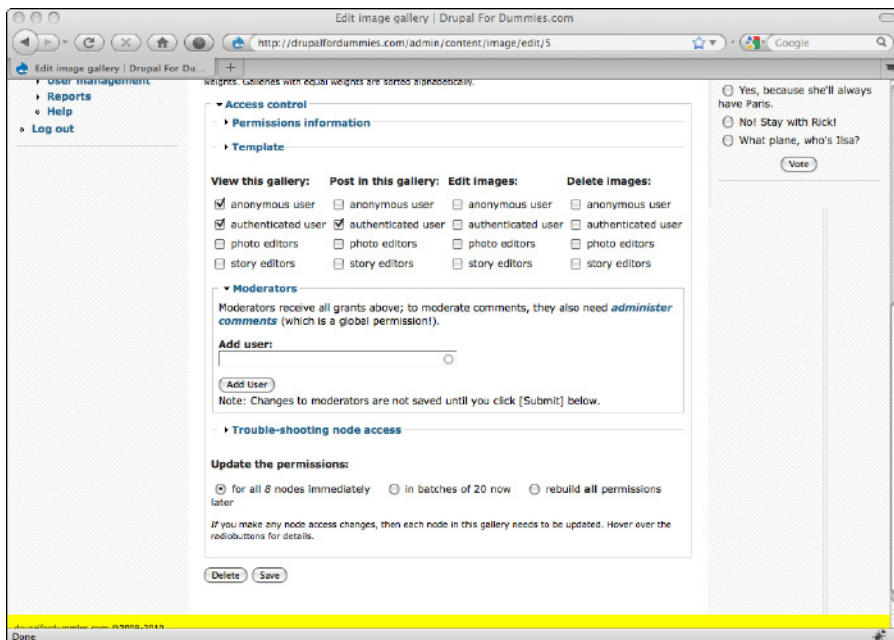 Edit image gallery | Drupal For Dummies.com
http://drupalfordummies.com/admin/content/image/edit/5
Google
Edit image gallery | Drupal For Du...
User management
Reports
Help
Log out
weights. Galleries with equal weights are sorted alphabetically.
Access control
Permissions information
Template
View this gallery: Post in this gallery: Edit images: Delete images:
anonymous user anonymous user anonymous user anonymous user
authenticated user authenticated user authenticated user authenticated user
photo editors photo editors photo editors photo editors
story editors story editors story editors story editors
Moderators
Moderators receive all grants above; to moderate comments, they also need administer
comments (which is a global permission!).
Add user:
Add User
Note: Changes to moderators are not saved until you click [Submit] below.
Trouble-shooting node access
Update the permissions:
for all 8 nodes immediately in batches of 20 now rebuild all permissions
later
If you make any node access changes, then each node in this gallery needs to be updated. Hover over the
radiobuttons for details.
Delete Save
Yes, because she'll always
have Paris.
No! Stay with Rick!
What plane, who's Ilsa?
Vote
drupalfordummies.com ©2009-2010
Done